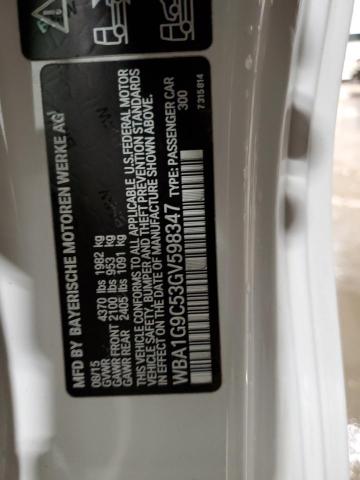 MFD BY BAYERISCHE MOTOREN WERKE AG
08/15
GVWR 4370 lbs 1982 kg
GAWR FRONT 2100 lbs 953 kg
GAWR REAR 2405 lbs 1091 kg
THIS VEHICLE CONFORMS TO ALL APPLICABLE U.S. FEDERAL MOTOR
VEHICLE SAFETY, BUMPER AND THEFT PREVENTION STANDARDS
IN EFFECT ON THE DATE OF MANUFACTURE SHOWN ABOVE.
WBA1G9C53GV598347 TYPE: PASSENGER CAR
300
7315814